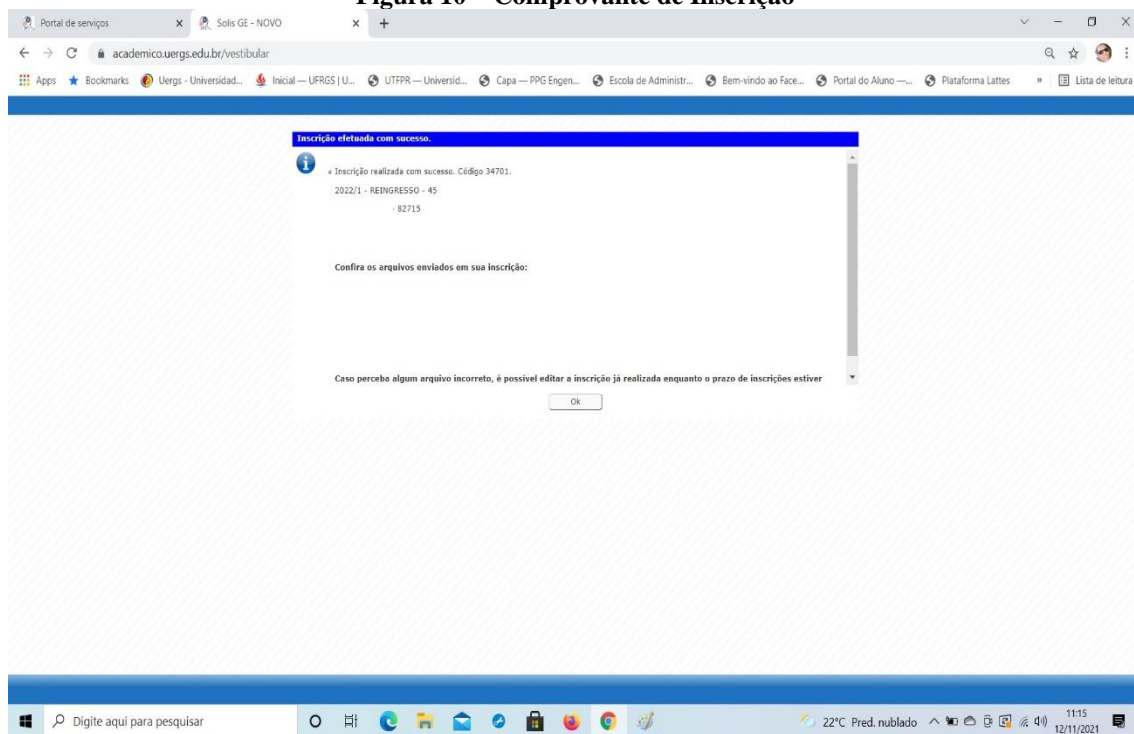 Figura 10 – Comprovante de Inscrição
Portal de serviços
Solis GE - NOVO
academico.uergs.edu.br/vestibular
Apps Bookmarks Uergs - Universidad... Inicial — UFRGS | U... UTFPR — Universid... Capa — PPG Engen... Escola de Administr... Bem-vindo ao Face... Portal do Aluno —... Plataforma Lattes » Lista de leitura
Inscrição efetuada com sucesso.
Inscrição realizada com sucesso. Código 34701.
2022/1 - REINGRESSO - 45
- 82715
Confira os arquivos enviados em sua inscrição:
Caso perceba algum arquivo incorreto, é possível editar a inscrição já realizada enquanto o prazo de inscrições estiver
Ok
Digite aqui para pesquisar
22°C Pred. nublado
11:15
12/11/2021